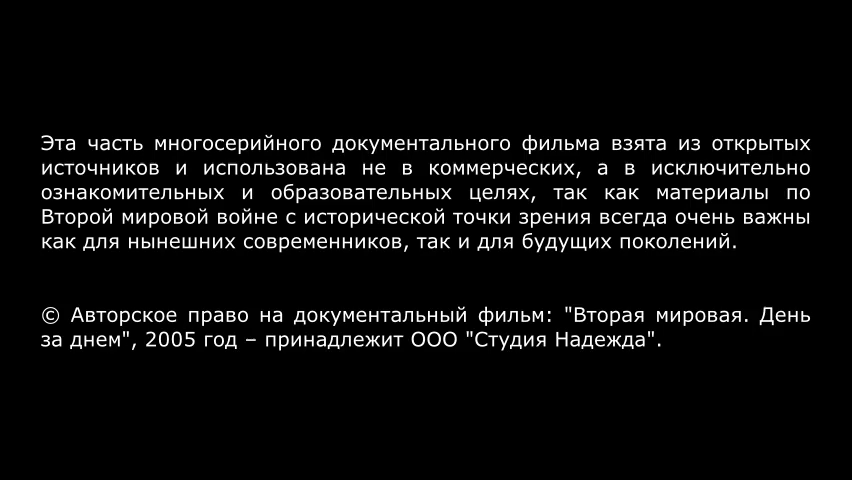 Эта часть многосерийного документального фильма взята из открытых
источников и использована не в коммерческих, а в исключительно
ознакомительных и образовательных целях, так как материалы по
Второй мировой войне с исторической точки зрения всегда очень важны
как для нынешних современников, так и для будущих поколений.
© Авторское право на документальный фильм: "Вторая мировая. День
за днем", 2005 год – принадлежит ООО "Студия Надежда".